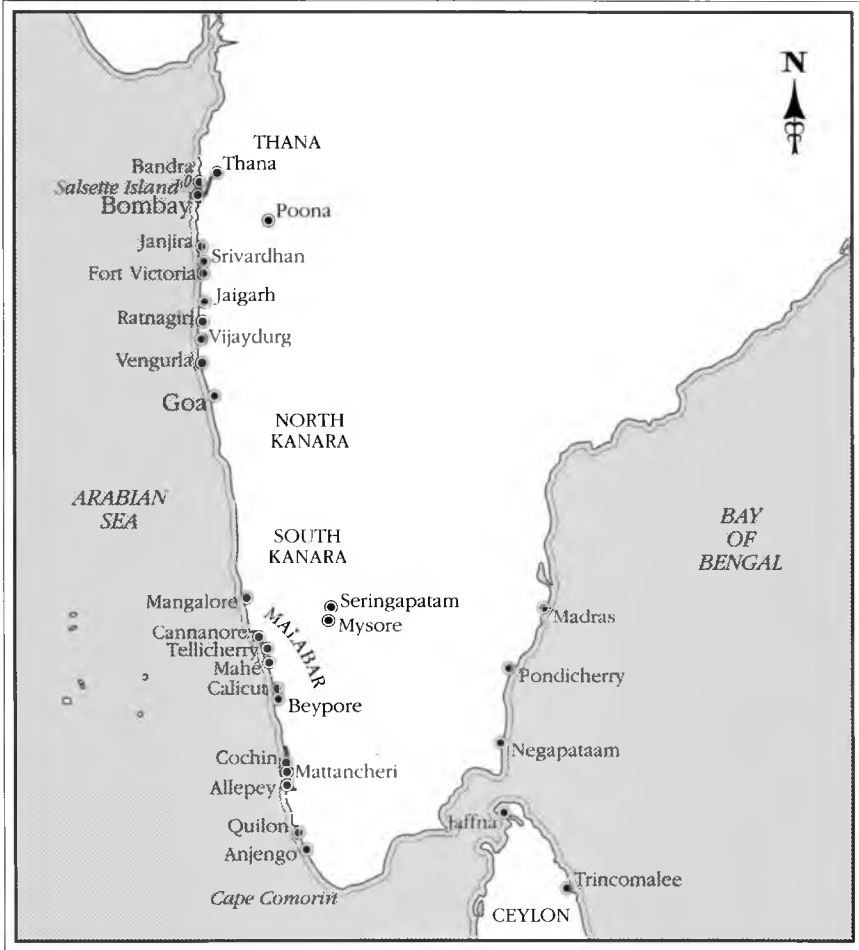 N
THANA
Bandra
Thana
Salsette Island
Bombay
Poona
Janjira
Srivardhan
Fort Victoria
Jaigarh
Ratnagiri
Vijaydurg
Vengurla
Goa
NORTH
KANARA
ARABIAN
SEA
BAY
OF
BENGAL
SOUTH
KANARA
Mangalore
Seringapatam
Mysore
Madras
MALABAR
Cannanore
Tellicherry
Mahé
Calicut
Beypore
Pondicherry
Negapataam
Cochin
Mattancheri
Allepey
Jaffna
Quilon
Anjengo
Trincomalee
Cape Comorin
CEYLON